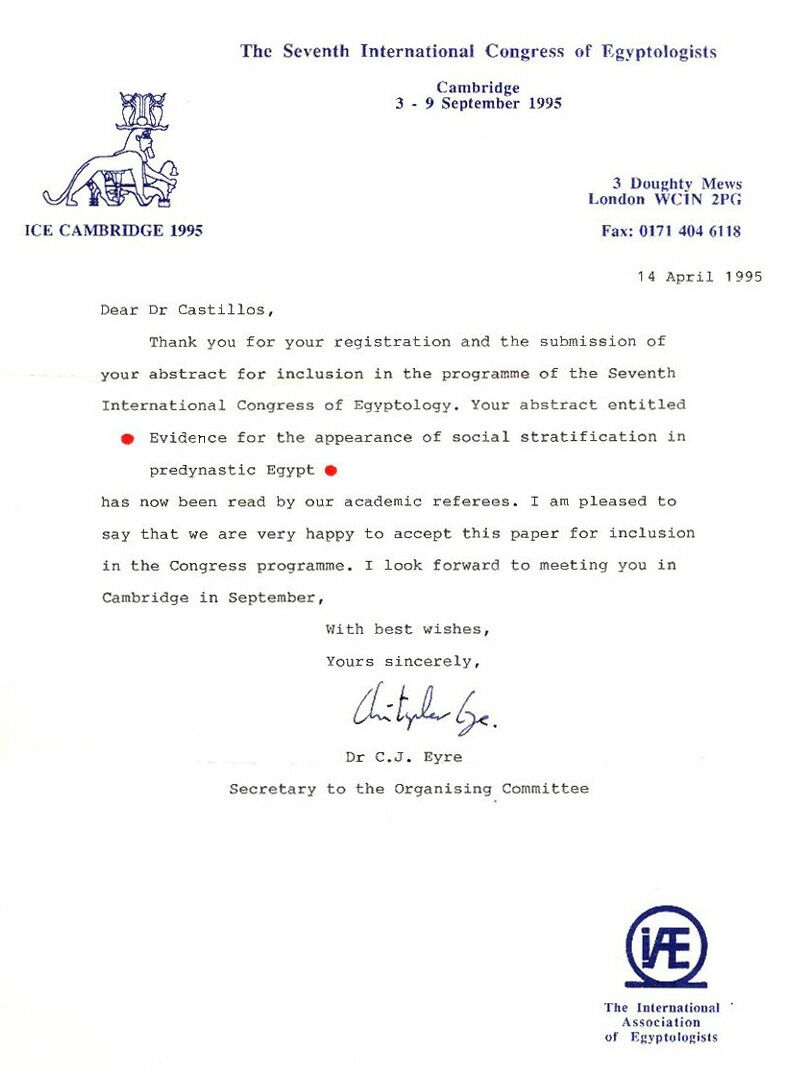 The Seventh International Congress of Egyptologists
Cambridge
3 - 9 September 1995
3 Doughty Mews
London WC1N 2PG
ICE CAMBRIDGE 1995
Fax: 0171 404 6118
14 April 1995
Dear Dr Castillos,
Thank you for your registration and the submission of
your abstract for inclusion in the programme of the Seventh
International Congress of Egyptology. Your abstract entitled
Evidence for the appearance of social stratification in
predynastic Egypt
has now been read by our academic referees. I am pleased to
say that we are very happy to accept this paper for inclusion
in the Congress programme. I look forward to meeting you in
Cambridge in September,
With best wishes,
Yours sincerely,
Christopher Eyre.
Dr C.J. Eyre
Secretary to the Organising Committee
iÆ
The International
Association
of Egyptologists